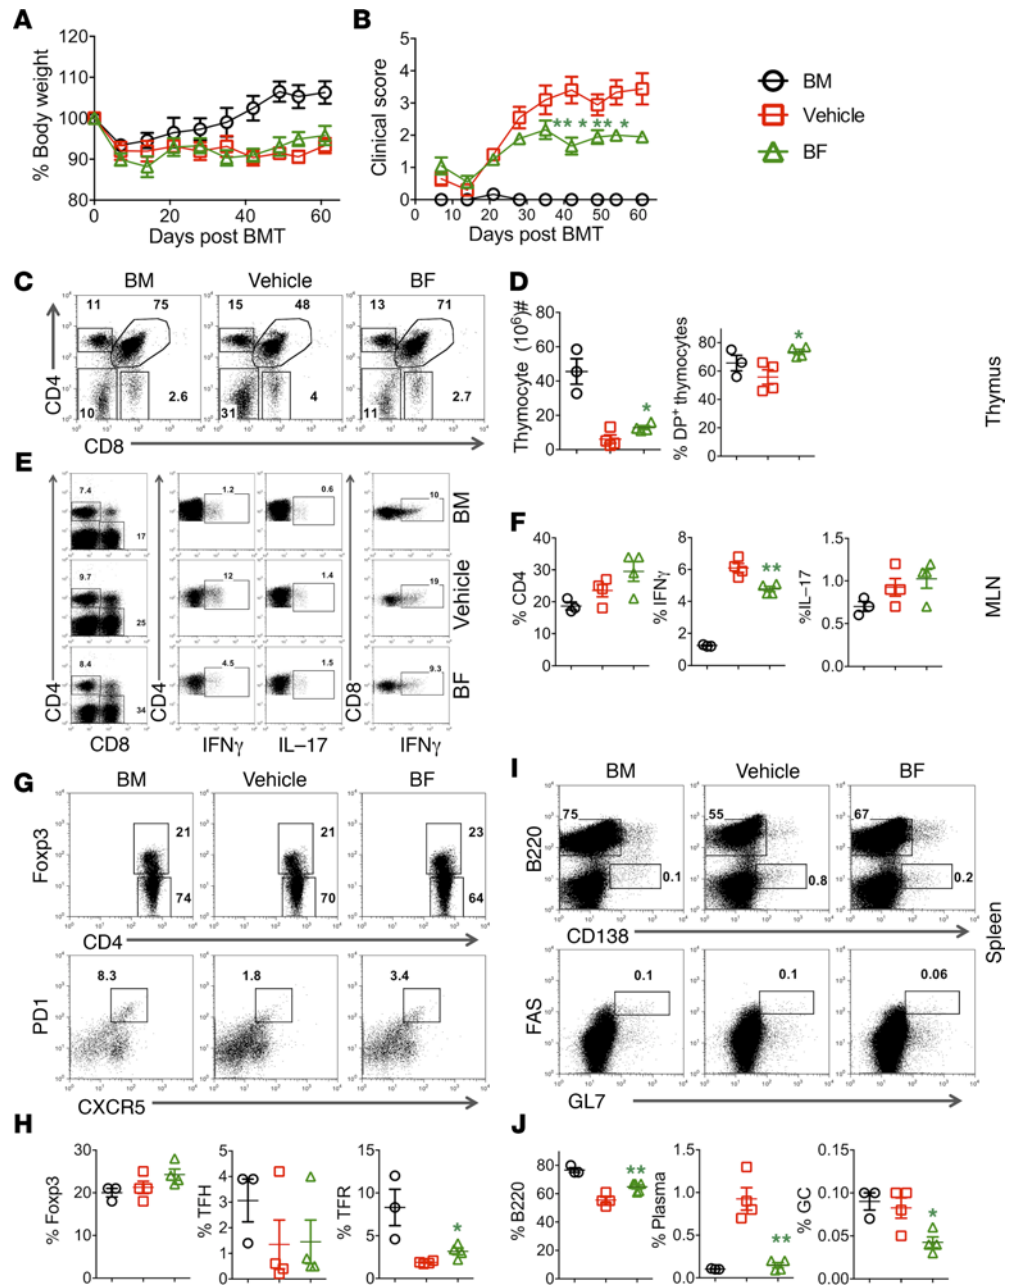 A
B
120
110
100
90
80
% Body weight
0
20
40
60
Days post BMT
5
4
3
2
1
0
Clinical score
** * ** *
0 10 20 30 40 50 60
Days post BMT
BM
Vehicle
BF
C
BM
Vehicle
BF
11
75
15
48
13
71
10
2.6
31
4
11
2.7
CD4
CD8
D
80
60
40
20
0
Thymocyte (10⁶)#
*
80
60
40
20
0
% DP⁺ thymocytes
*
Thymus
E
7.4
17
1.2
0.6
10
BM
9.7
25
12
1.4
19
Vehicle
8.4
34
4.5
1.5
9.3
BF
CD4
CD4
CD8
CD8
IFNγ
IL–17
IFNγ
F
40
30
20
10
0
% CD4
8
6
4
2
0
% IFNγ
**
1.5
1.0
0.5
0.0
%IL–17
MLN
G
BM
Vehicle
BF
Foxp3
21
74
21
70
23
64
CD4
PD1
8.3
1.8
3.4
CXCR5
H
30
20
10
0
% Foxp3
5
4
3
2
1
0
% TFH
15
10
5
0
% TFR
*
I
BM
Vehicle
BF
B220
75
0.1
55
0.8
67
0.2
CD138
FAS
0.1
0.1
0.06
GL7
Spleen
J
80
60
40
20
0
% B220
**
1.5
1.0
0.5
0.0
% Plasma
**
0.15
0.10
0.05
0.00
% GC
*